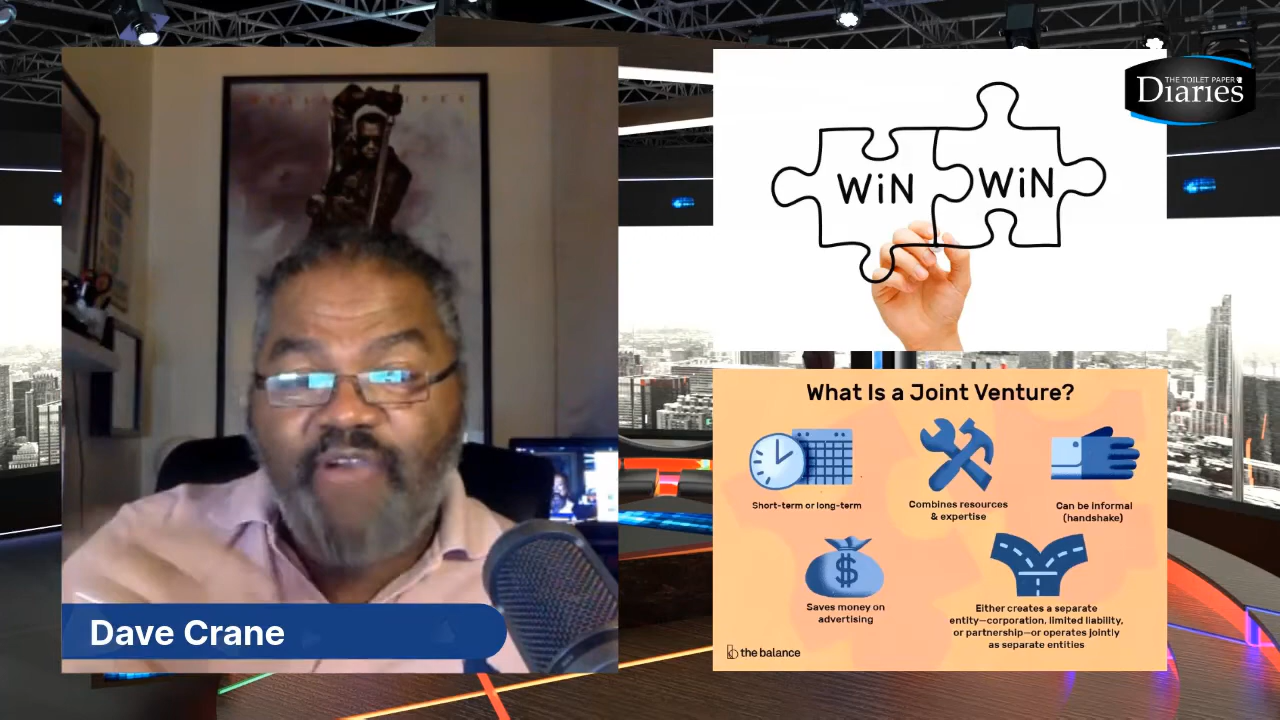 THE TOILET PAPER
Diaries
WiN WiN
Dave Crane
What Is a Joint Venture?
Short-term or long-term
Combines resources
& expertise
Can be informal
(handshake)
$
Saves money on
advertising
Either creates a separate
entity—corporation, limited liability,
or partnership—or operates jointly
as separate entities
the balance